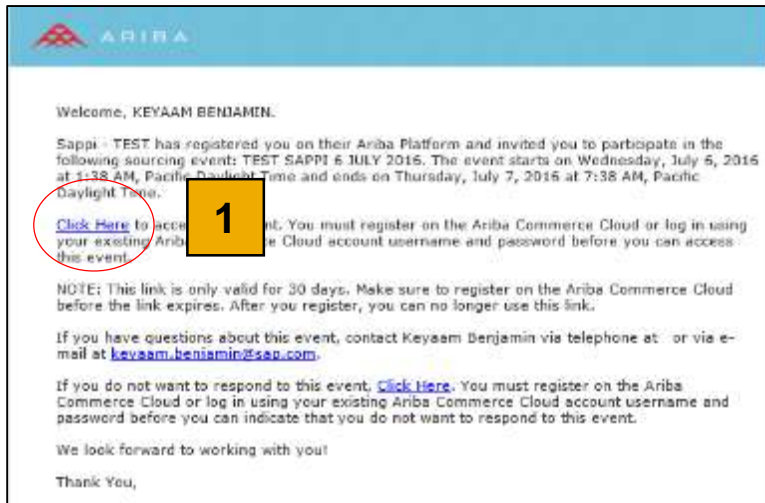 ARIBA
Welcome, KEYAAM BENJAMIN.
Sappi - TEST has registered you on their Ariba Platform and invited you to participate in the
following sourcing event: TEST SAPPI 6 JULY 2016. The event starts on Wednesday, July 6, 2016
at 1:38 AM, Pacific Daylight Time and ends on Thursday, July 7, 2016 at 7:38 AM, Pacific
Daylight Time.
Click Here to acce nt. You must register on the Ariba Commerce Cloud or log in using
1
your existing Arib ce Cloud account username and password before you can access
this event.
NOTE: This link is only valid for 30 days. Make sure to register on the Ariba Commerce Cloud
before the link expires. After you register, you can no longer use this link.
If you have questions about this event, contact Keyaam Benjamin via telephone at or via e-
mail at keyaam.benjamin@sap.com.
If you do not want to respond to this event, Click Here. You must register on the Ariba
Commerce Cloud or log in using your existing Ariba Commerce Cloud account username and
password before you can indicate that you do not want to respond to this event.
We look forward to working with you!
Thank You,